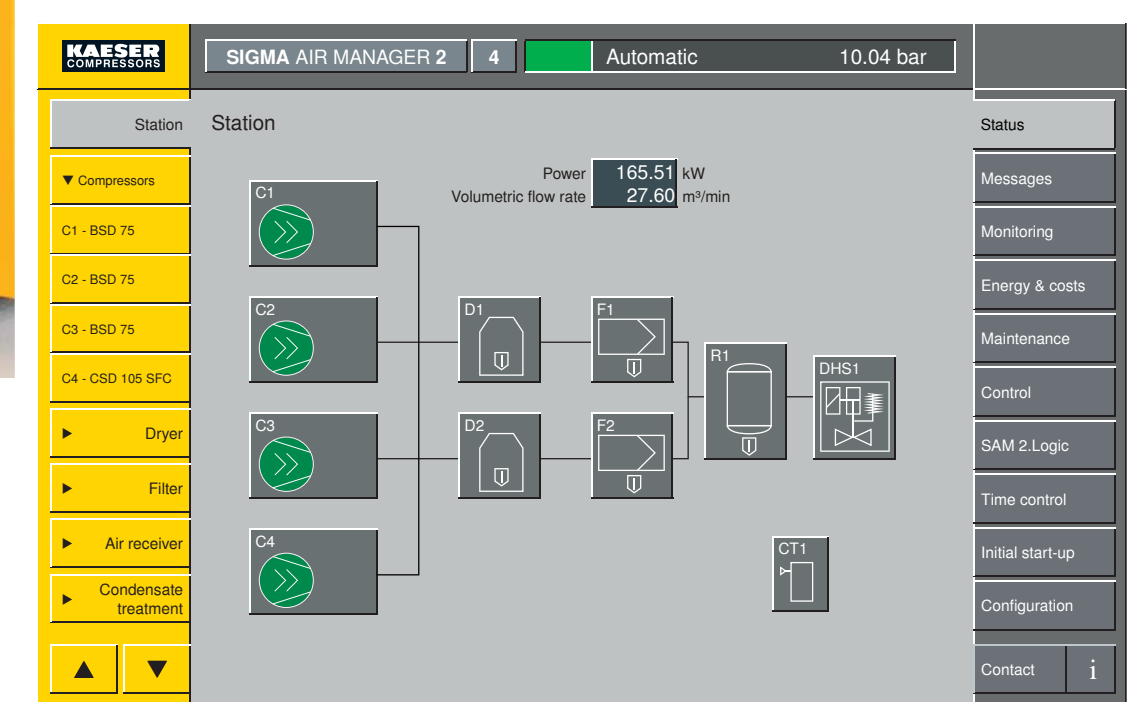 KAESER
COMPRESSORS
SIGMA AIR MANAGER 2
4
Automatic
10.04 bar
Station
▼ Compressors
C1 - BSD 75
C2 - BSD 75
C3 - BSD 75
C4 - CSD 105 SFC
► Dryer
► Filter
► Air receiver
► Condensate
treatment
▲ ▼
Station
Power 165.51 kW
Volumetric flow rate 27.60 m³/min
C1
C2
D1
F1
R1
DHS1
C3
D2
F2
C4
CT1
Status
Messages
Monitoring
Energy & costs
Maintenance
Control
SAM 2.Logic
Time control
Initial start-up
Configuration
Contact
i